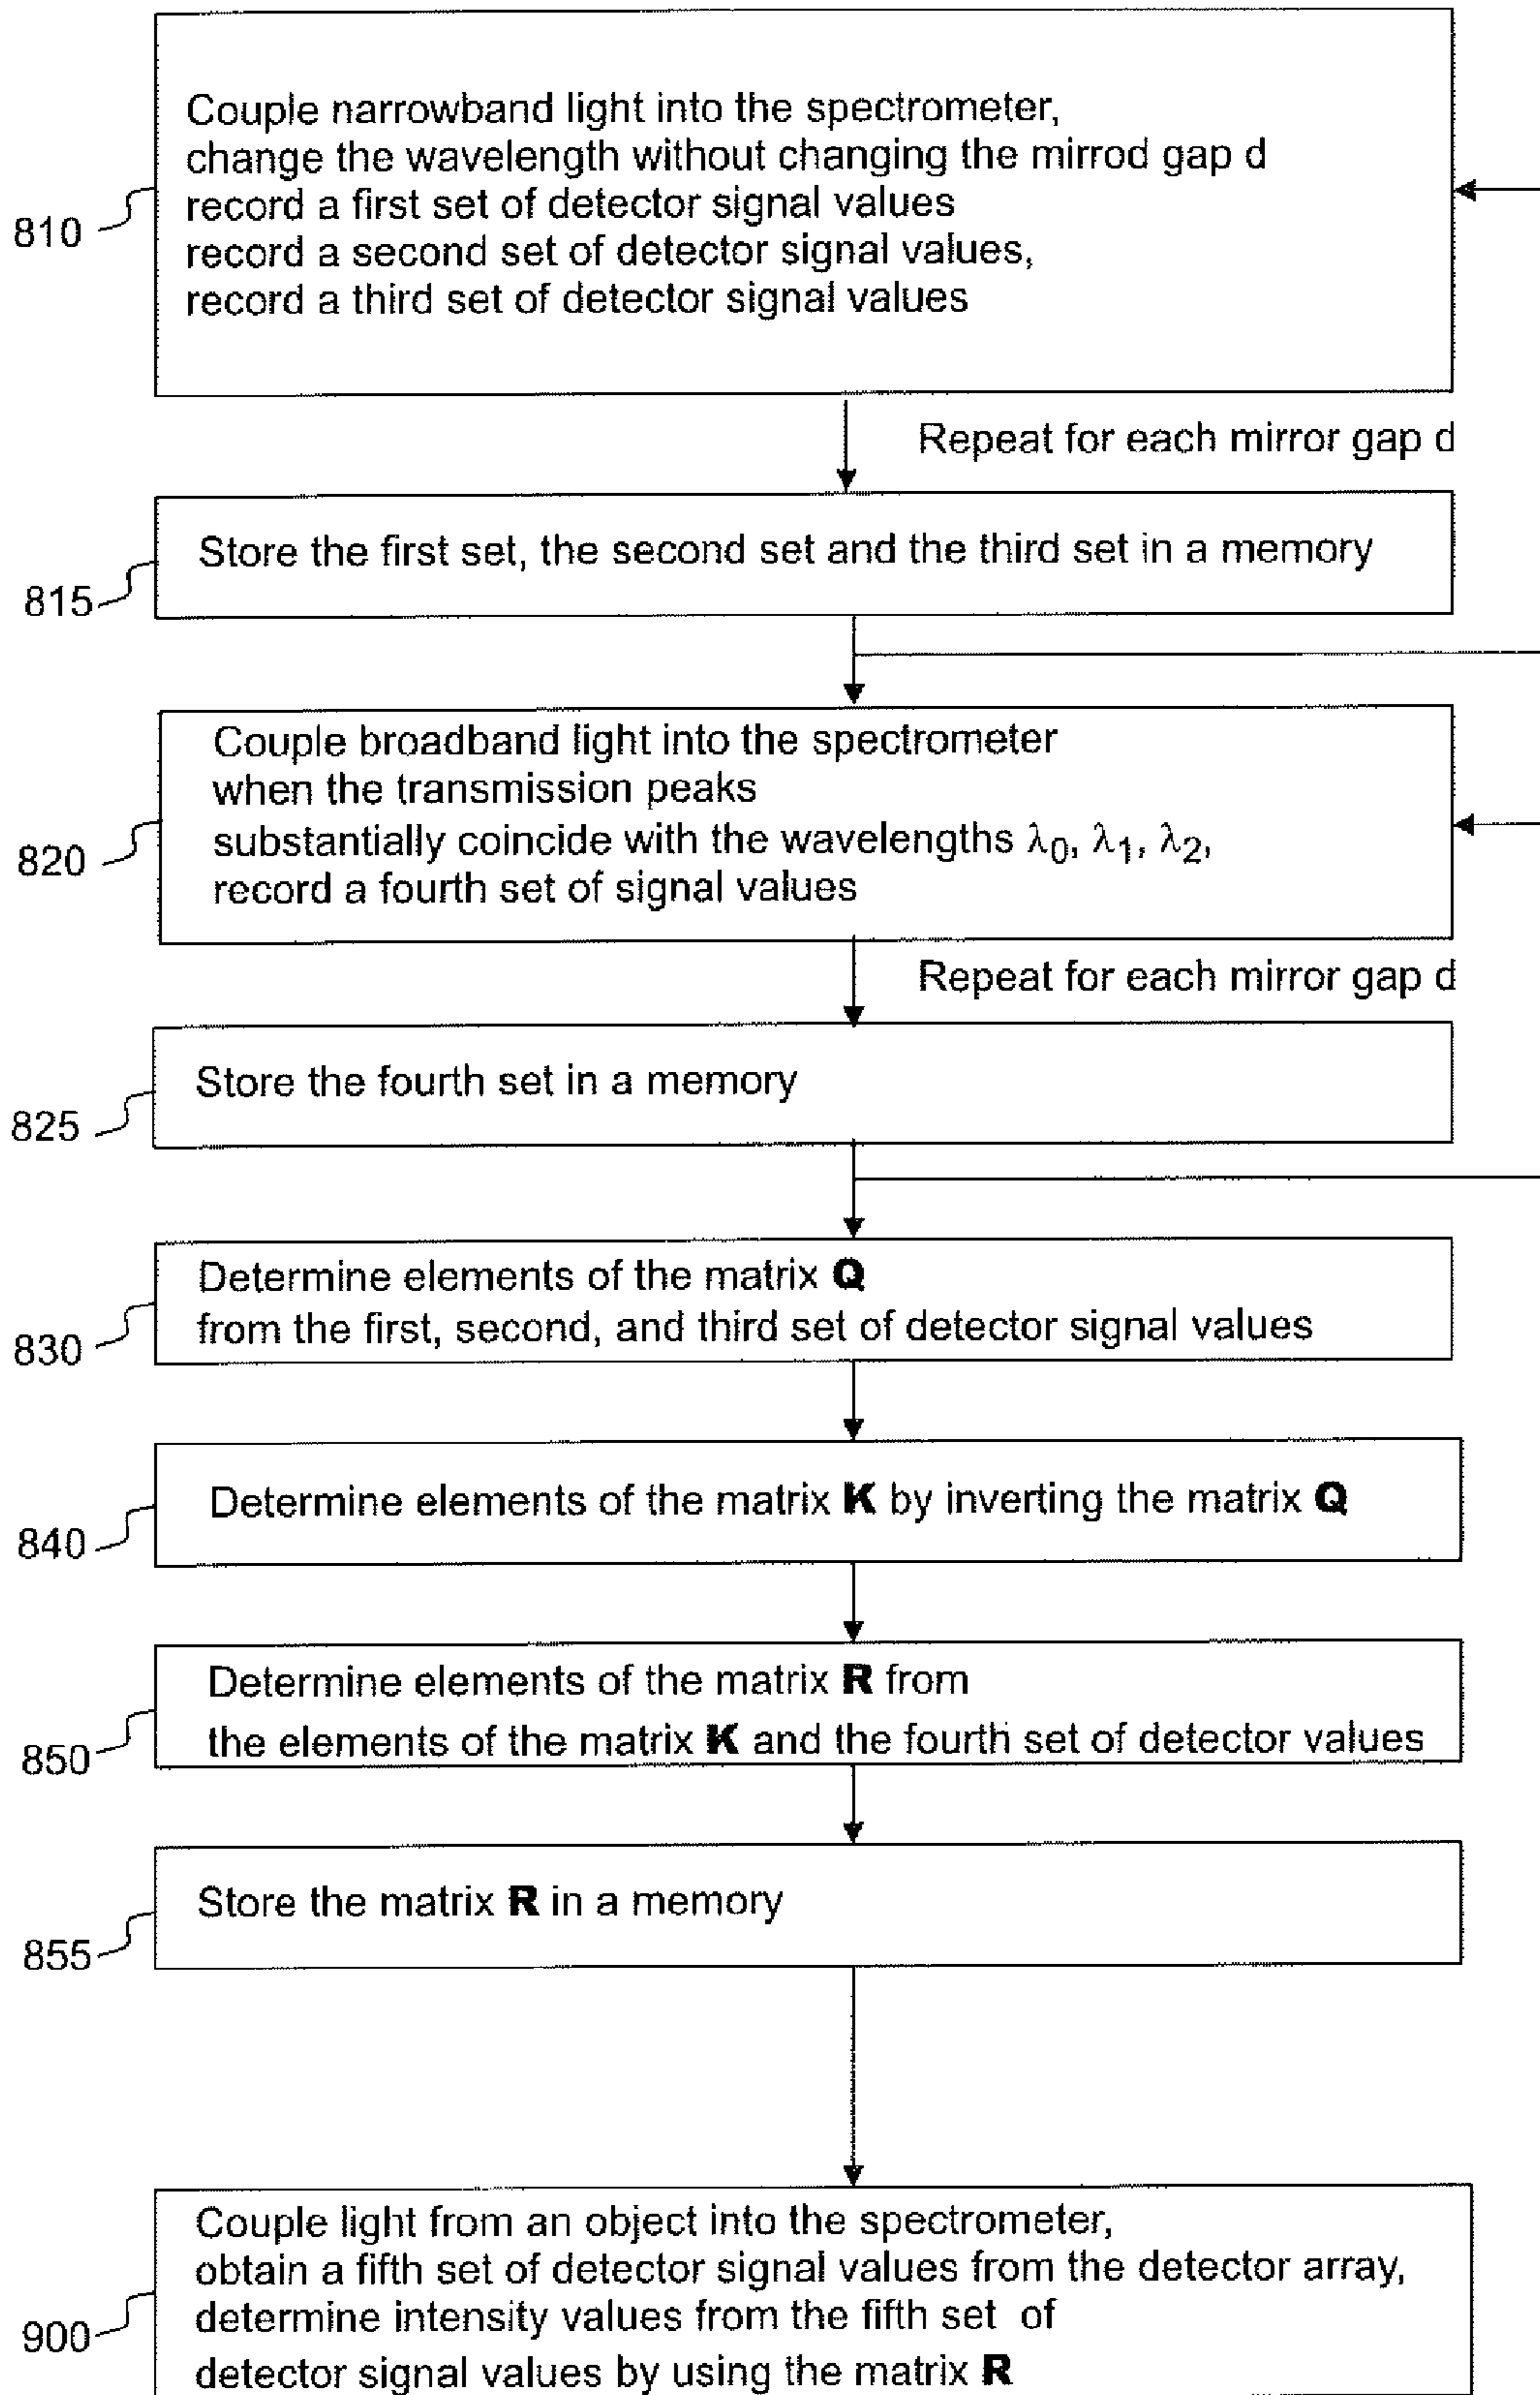 Couple narrowband light into the spectrometer,
change the wavelength without changing the mirrod gap d
record a first set of detector signal values
record a second set of detector signal values,
record a third set of detector signal values
810
Repeat for each mirror gap d
Store the first set, the second set and the third set in a memory
815
Couple broadband light into the spectrometer
when the transmission peaks
substantially coincide with the wavelengths λ0, λ1, λ2,
record a fourth set of signal values
820
Repeat for each mirror gap d
Store the fourth set in a memory
825
Determine elements of the matrix Q
from the first, second, and third set of detector signal values
830
Determine elements of the matrix K by inverting the matrix Q
840
Determine elements of the matrix R from
the elements of the matrix K and the fourth set of detector values
850
Store the matrix R in a memory
855
Couple light from an object into the spectrometer,
obtain a fifth set of detector signal values from the detector array,
determine intensity values from the fifth set of
detector signal values by using the matrix R
900